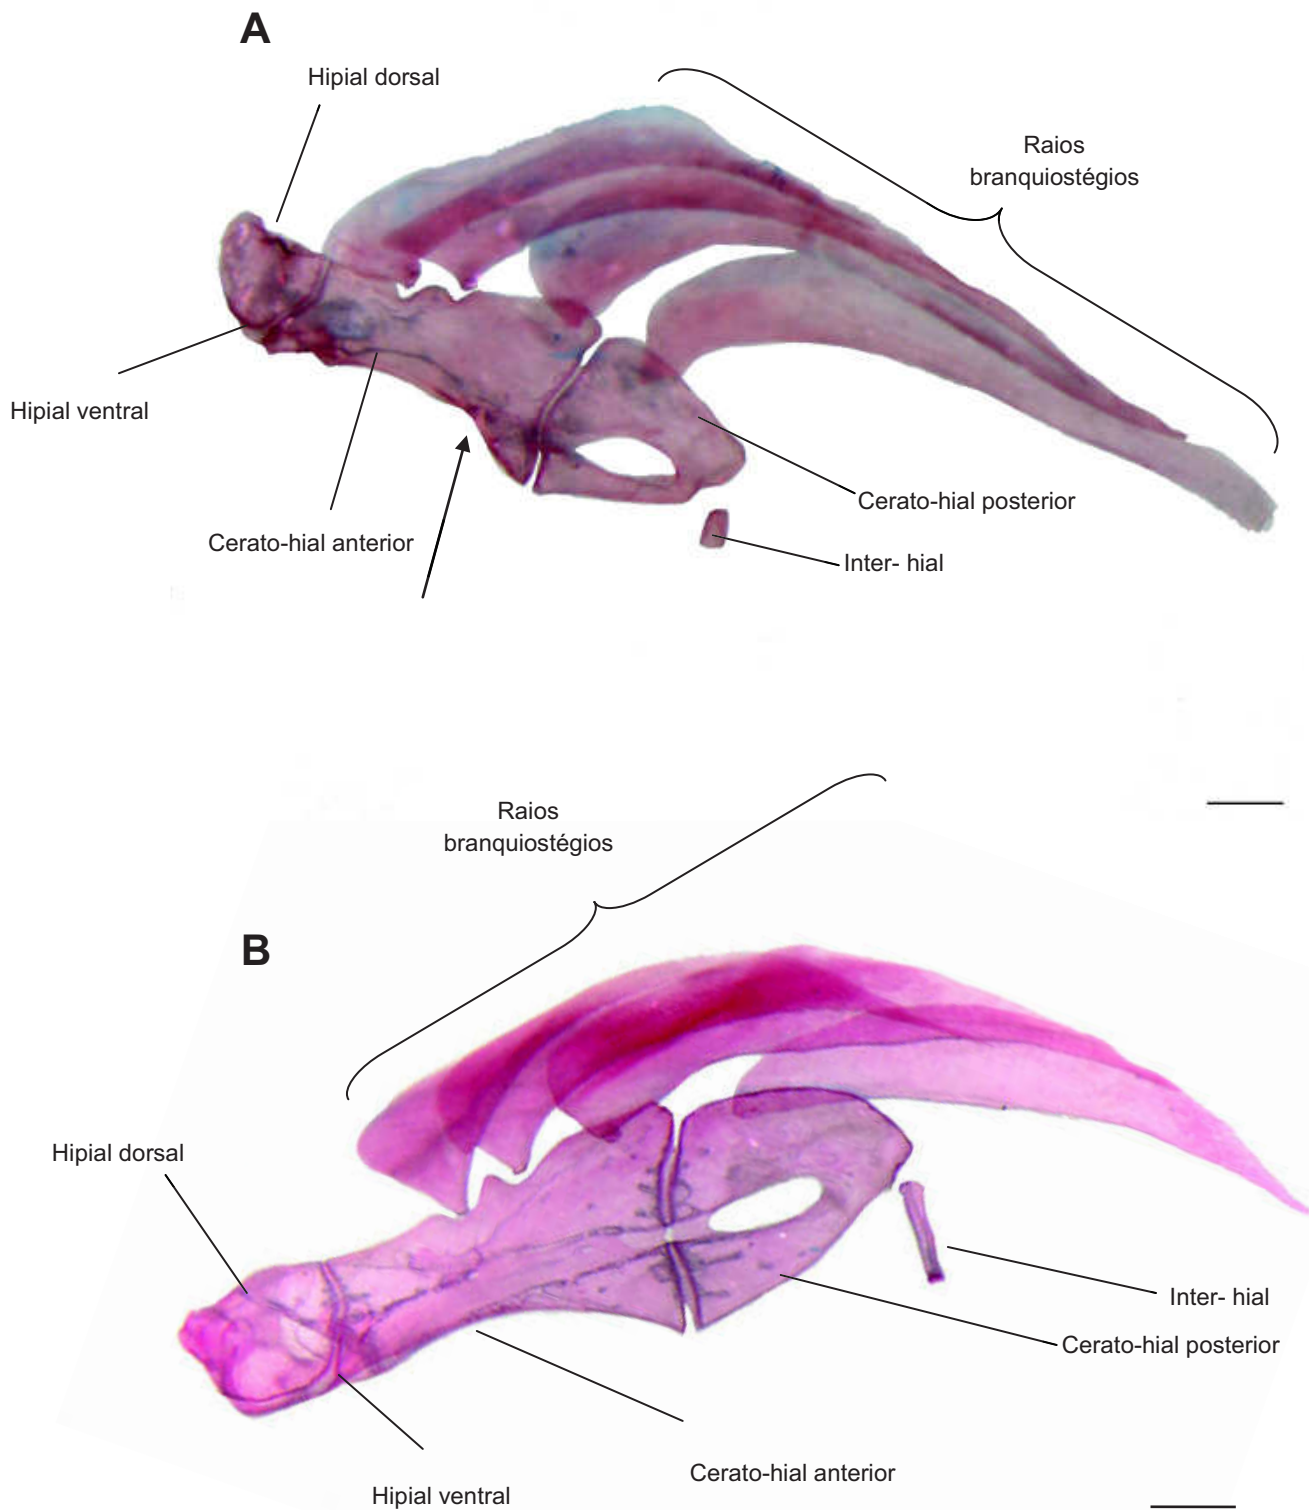 A
Hipial dorsal
Raios
branquiostégios
Hipial ventral
Cerato-hial posterior
Cerato-hial anterior
Inter- hial
Raios
branquiostégios
B
Hipial dorsal
Inter- hial
Cerato-hial posterior
Cerato-hial anterior
Hipial ventral